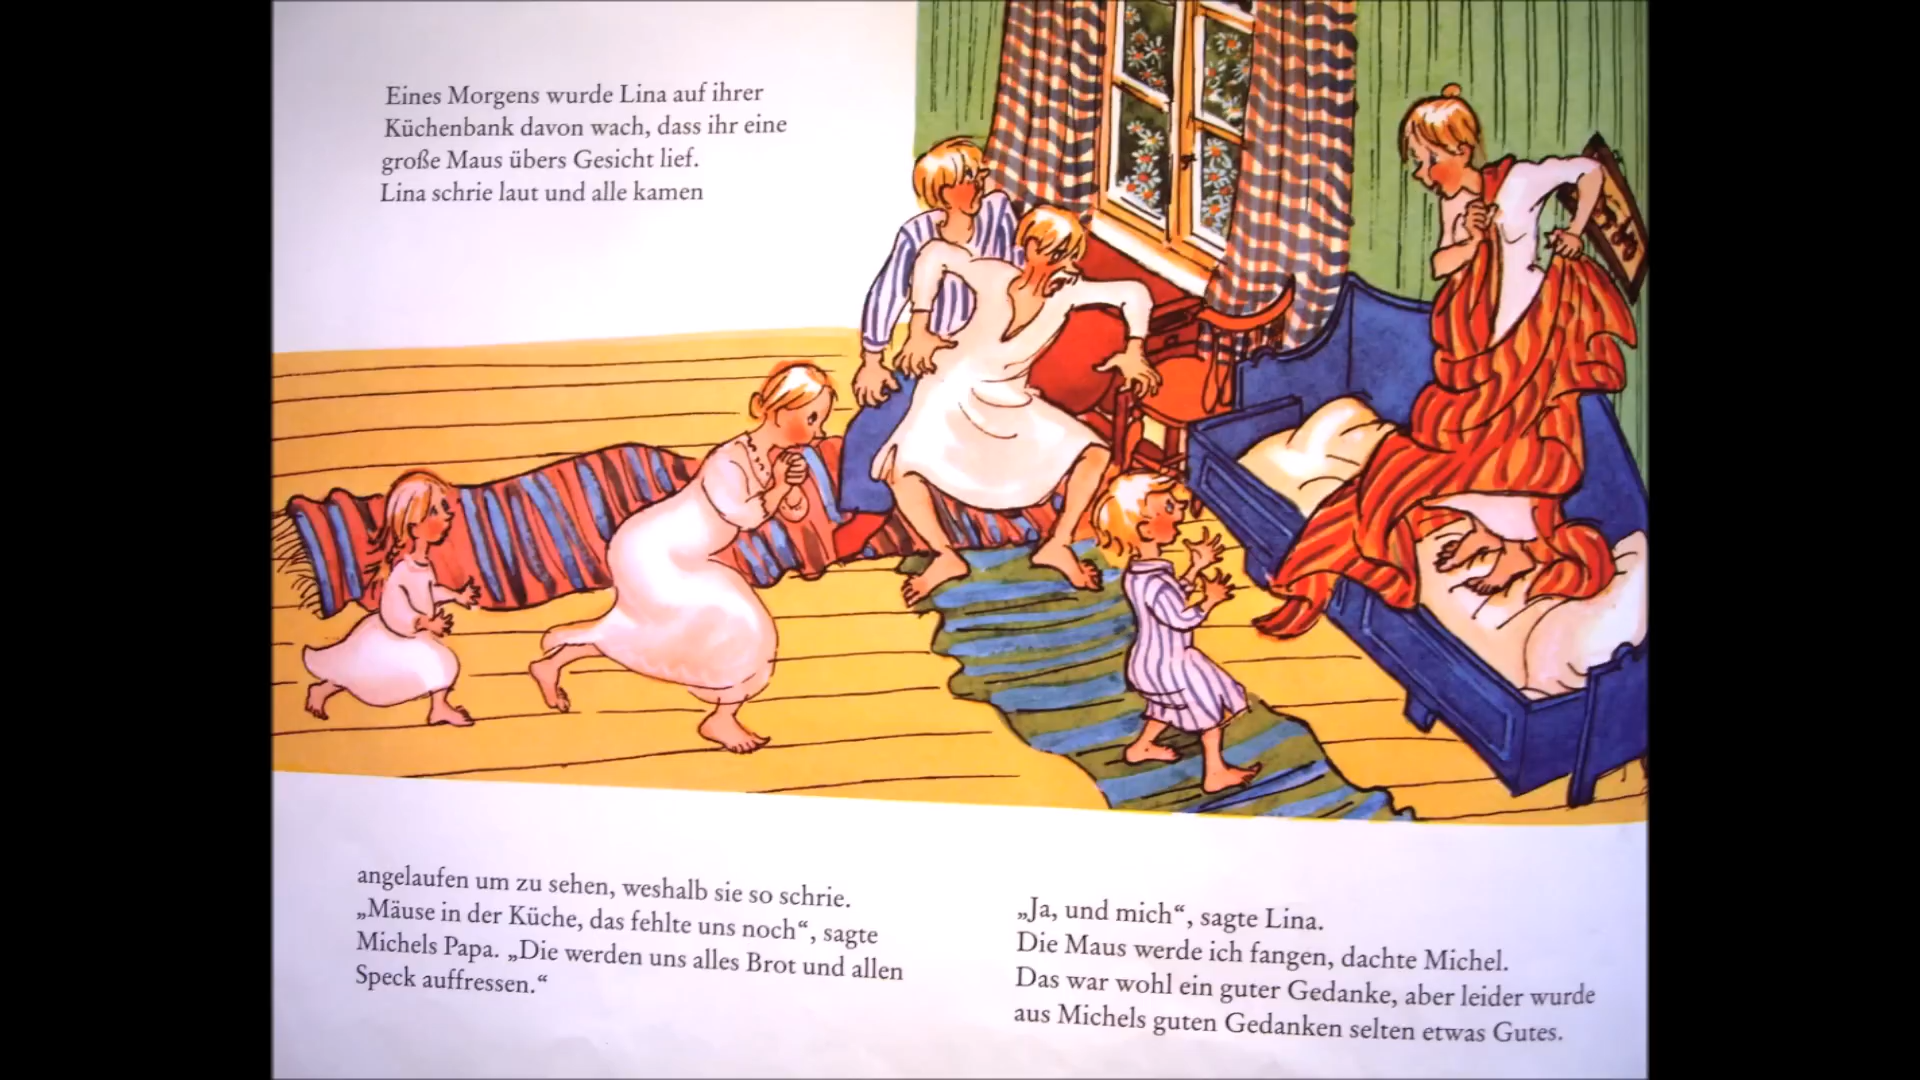 Eines Morgens wurde Lina auf ihrer
Küchenbank davon wach, dass ihr eine
große Maus übers Gesicht lief.
Lina schrie laut und alle kamen
angelaufen um zu sehen, weshalb sie so schrie.
„Mäuse in der Küche, das fehlte uns noch“, sagte
Michels Papa. „Die werden uns alles Brot und allen
Speck auffressen.“
„Ja, und mich“, sagte Lina.
Die Maus werde ich fangen, dachte Michel.
Das war wohl ein guter Gedanke, aber leider wurde
aus Michels guten Gedanken selten etwas Gutes.